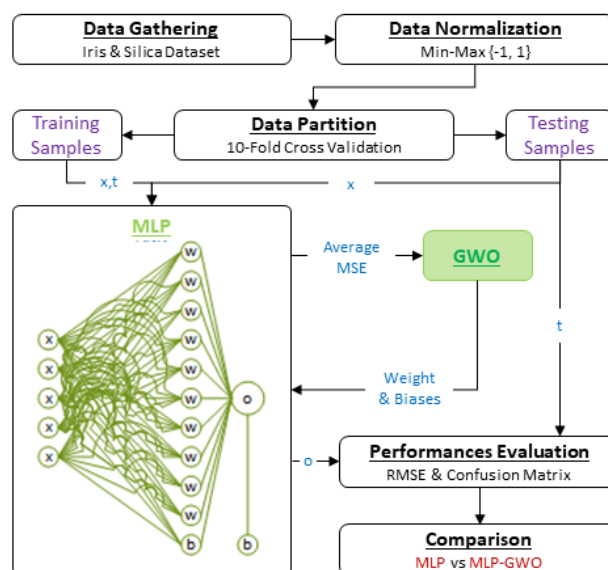 Data Gathering
Iris & Silica Dataset
Data Normalization
Min-Max {-1, 1}
Training
Samples
Data Partition
10-Fold Cross Validation
Testing
Samples
x,t
x
MLP
Average
MSE
GWO
t
Weight
& Biases
w
w
w
w
w
w
w
w
w
w
b
x
x
x
x
x
o
b
o
Performances Evaluation
RMSE & Confusion Matrix
Comparison
MLP vs MLP-GWO